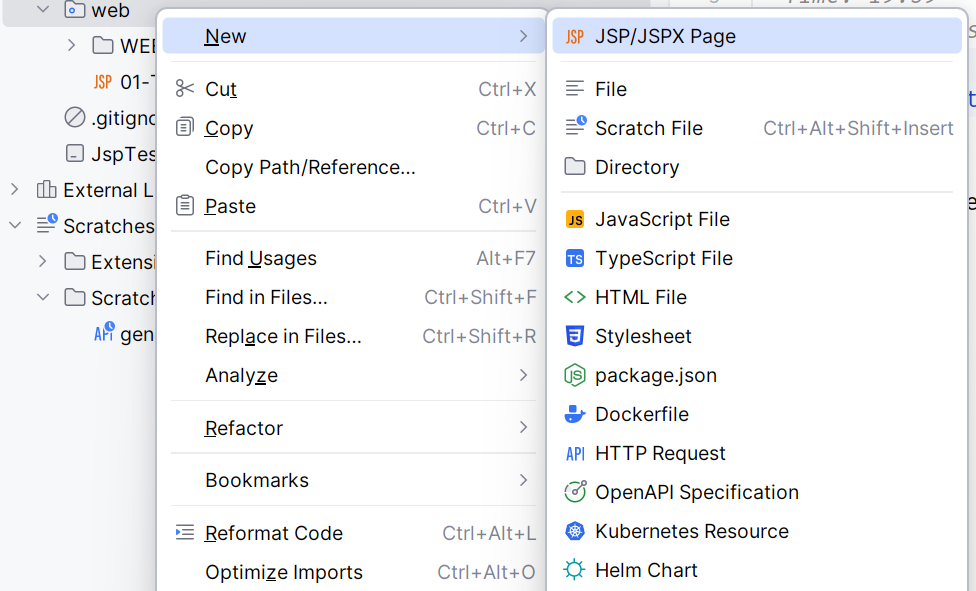 web
WEB
JSP 01-
.gitigno
JspTes
External L
Scratches
Extensi
Scratch
API gen
New
Cut Ctrl+X
Copy Ctrl+C
Copy Path/Reference...
Paste Ctrl+V
Find Usages Alt+F7
Find in Files... Ctrl+Shift+F
Replace in Files... Ctrl+Shift+R
Analyze
Refactor
Bookmarks
Reformat Code Ctrl+Alt+L
Optimize Imports Ctrl+Alt+O
JSP JSP/JSPX Page
File
Scratch File Ctrl+Alt+Shift+Insert
Directory
JS JavaScript File
TS TypeScript File
HTML File
Stylesheet
JS package.json
Dockerfile
API HTTP Request
OpenAPI Specification
Kubernetes Resource
Helm Chart